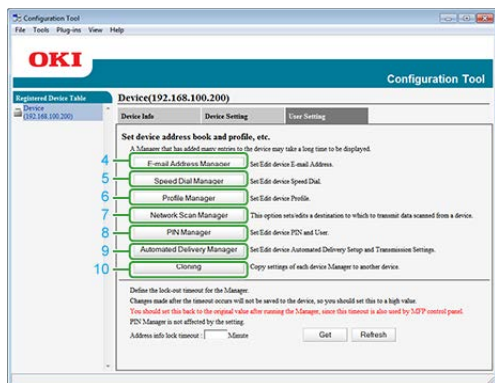 Configuration Tool
File Tools Plug-ins View Help
OKI
Configuration Tool
Registered Device Table
Device
(192.168.100.200)
Device(192.168.100.200)
Device Info Device Setting User Setting
Set device address book and profile, etc.
A Manager that has added many entries to the device may take a long time to be displayed.
4 E-mail Address Manager Set/Edit device E-mail Address.
5 Speed Dial Manager Set/Edit device Speed Dial.
6 Profile Manager Set/Edit device Profile.
7 Network Scan Manager This option sets/edits a destination to which to transmit data scanned from a device.
8 PIN Manager Set/Edit device PIN and User.
9 Automated Delivery Manager Set/Edit device Automated Delivery Setup and Transmission Settings.
10 Cloning Copy settings of each device Manager to another device.
Define the lock-out timeout for the Manager.
Changes made after the timeout occurs will not be saved to the device, so you should set this to a high value.
You should set this back to the original value after running the Manager, since this timeout is also used by MFP control panel.
PIN Manager is not affected by the setting.
Address info lock timeout : Minute Get Refresh